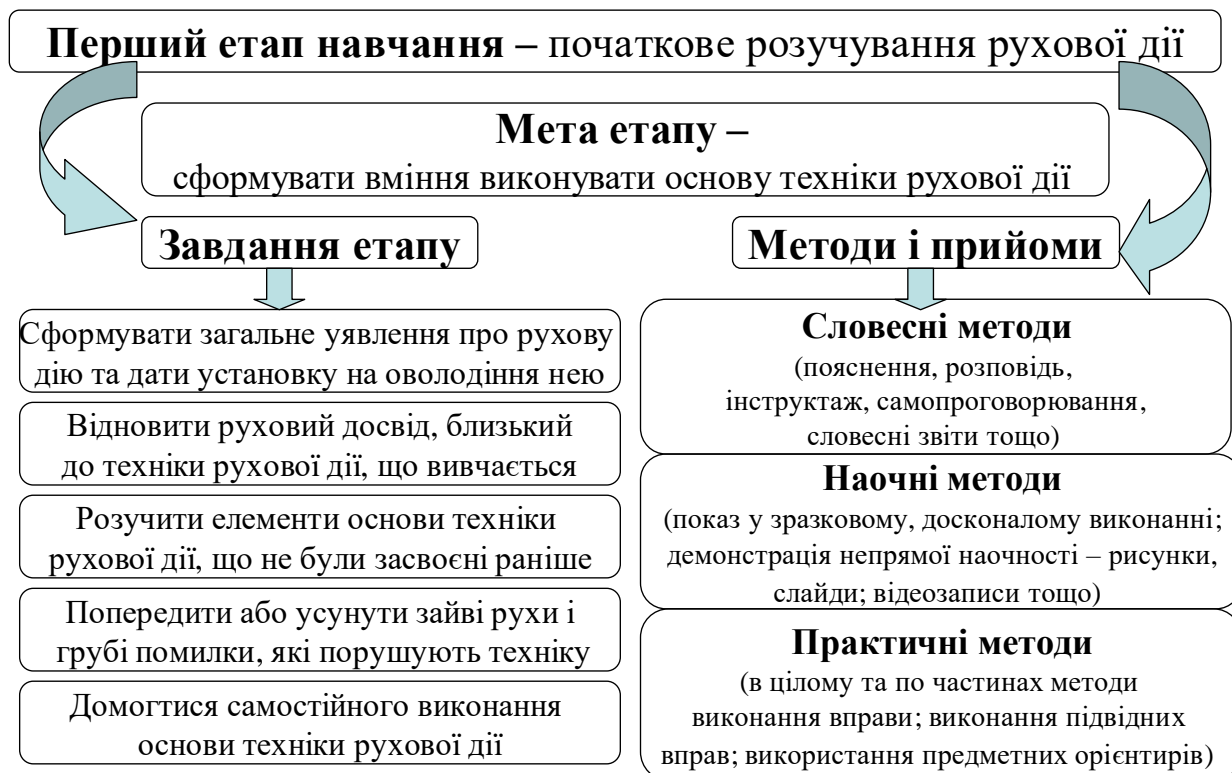 Перший етап навчання – початкове розучування рухової дії
Мета етапу –
сформувати вміння виконувати основу техніки рухової дії
Завдання етапу
Сформувати загальне уявлення про рухову
дію та дати установку на оволодіння нею
Відновити руховий досвід, близький
до техніки рухової дії, що вивчається
Розучити елементи основи техніки
рухової дії, що не були засвоєні раніше
Попередити або усунути зайві рухи і
грубі помилки, які порушують техніку
Домогтися самостійного виконання
основи техніки рухової дії
Методи і прийоми
Словесні методи
(пояснення, розповідь,
інструктаж, самопроговорювання,
словесні звіти тощо)
Наочні методи
(показ у зразковому, досконалому виконанні;
демонстрація непрямої наочності – рисунки,
слайди; відеозаписи тощо)
Практичні методи
(в цілому та по частинах методи
виконання вправи; виконання підвідних
вправ; використання предметних орієнтирів)